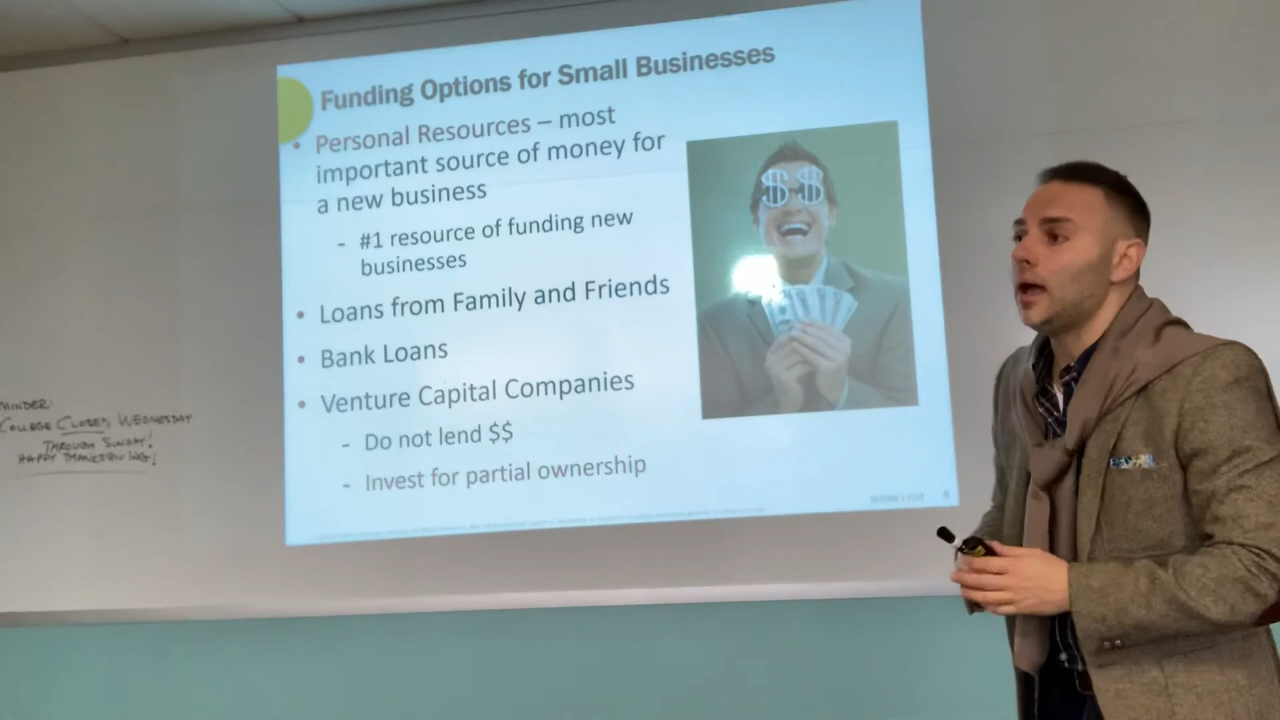 Funding Options for Small Businesses
• Personal Resources – most
important source of money for
a new business
- #1 resource of funding new
businesses
• Loans from Family and Friends
• Bank Loans
• Venture Capital Companies
- Do not lend $$
- Invest for partial ownership
$ $
MINDER:
COLLEGE CLOSED WEDNESDAY
THROUGH SUNDAY!
HAPPY THANKSGIVING!